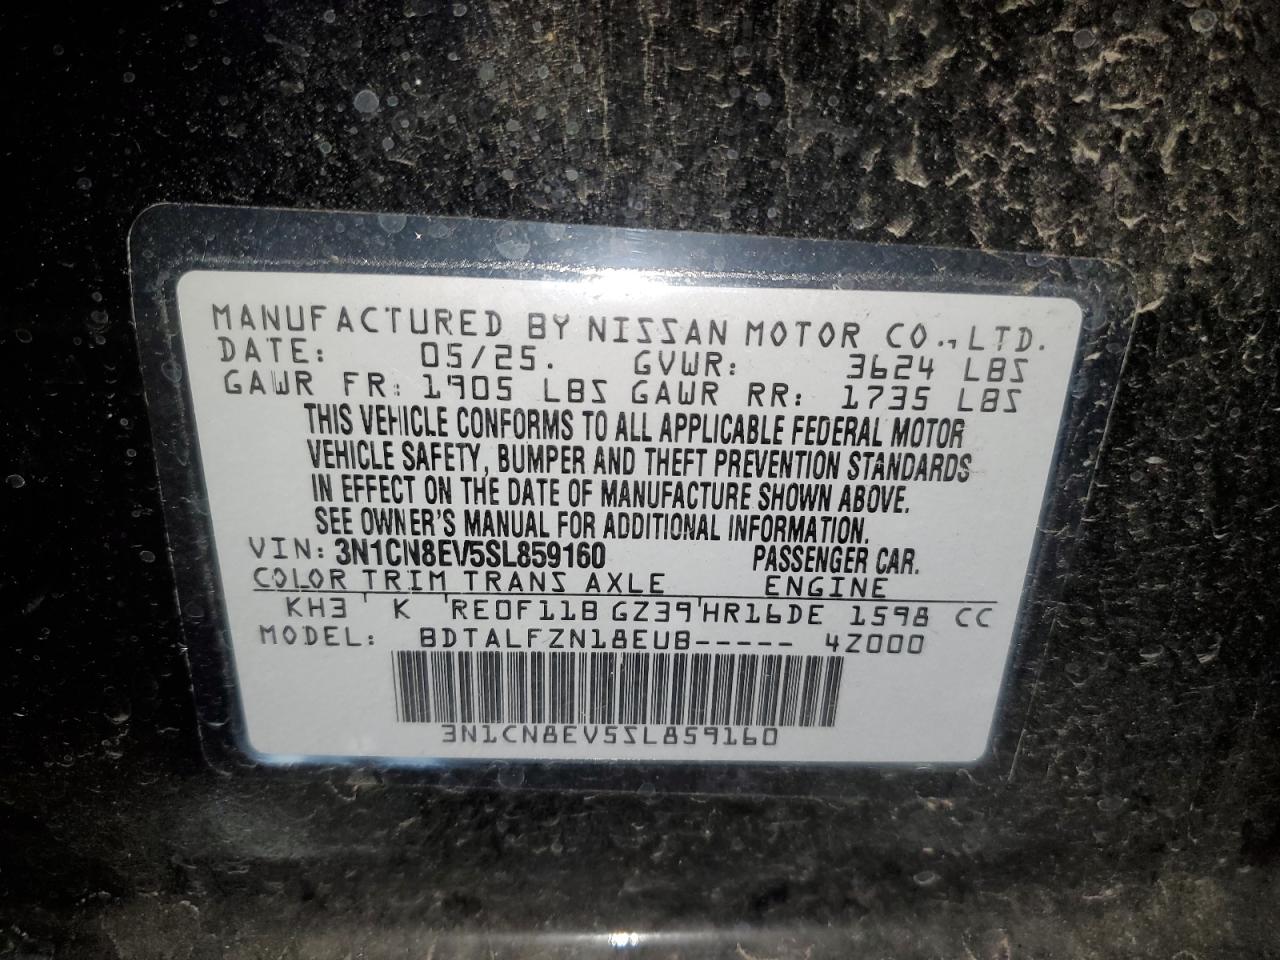 MANUFACTURED BY NISSAN MOTOR CO., LTD.
DATE: 05/25. GVWR: 3624 LBS
GAWR FR: 1905 LBS GAWR RR: 1735 LBS
THIS VEHICLE CONFORMS TO ALL APPLICABLE FEDERAL MOTOR
VEHICLE SAFETY, BUMPER AND THEFT PREVENTION STANDARDS
IN EFFECT ON THE DATE OF MANUFACTURE SHOWN ABOVE.
SEE OWNER'S MANUAL FOR ADDITIONAL INFORMATION.
VIN: 3N1CN8EV5SL859160 PASSENGER CAR.
COLOR TRIM TRANS AXLE ENGINE
KH3 ' K ' RE0F11B GZ39'HR16DE 1598 CC
MODEL: BDTALFZN18EUB----- 4Z000
3N1CN8EV5SL859160